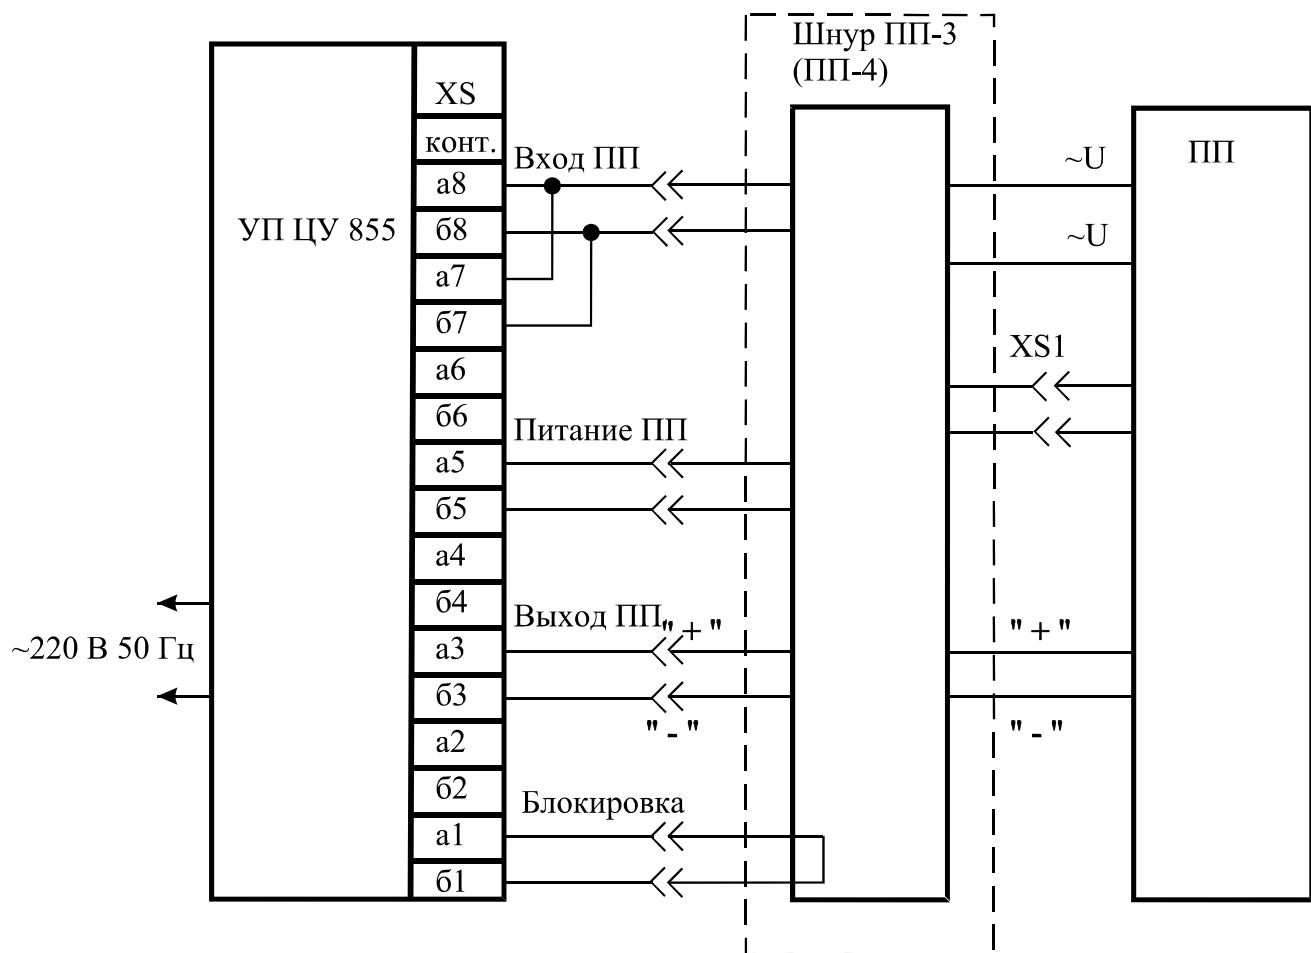 Шнур ПП-3
(ПП-4)
XS
конт.
Вход ПП
~U
ПП
а8
УП ЦУ 855
б8
~U
а7
б7
XS1
а6
б6
Питание ПП
а5
б5
а4
б4
Выход ПП
"+"
"+"
~220 В 50 Гц
а3
б3
"-"
"-"
а2
б2
Блокировка
а1
б1